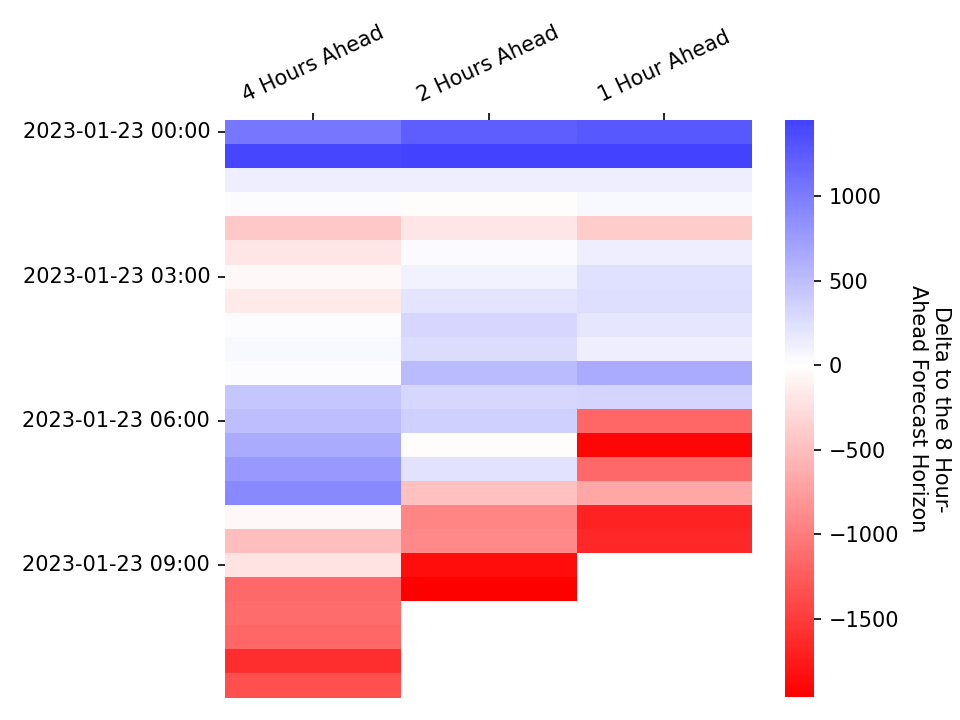 4 Hours Ahead
2 Hours Ahead
1 Hour Ahead
2023-01-23 00:00
2023-01-23 03:00
2023-01-23 06:00
2023-01-23 09:00
1000
500
0
−500
−1000
−1500
Delta to the 8 Hour-
Ahead Forecast Horizon